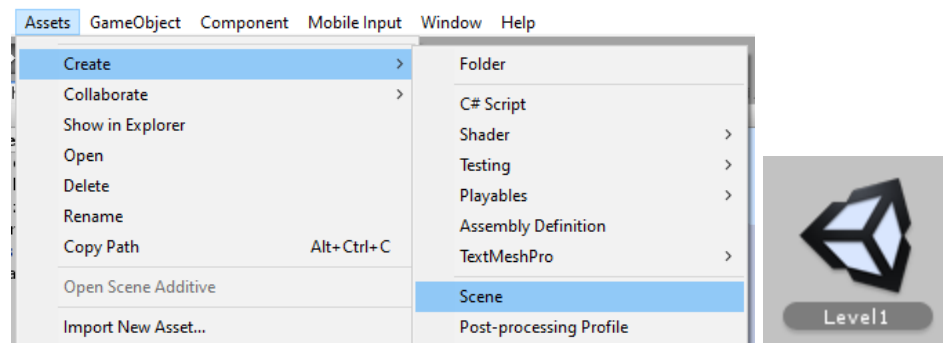 Assets GameObject Component Mobile Input Window Help
Create
Collaborate
Show in Explorer
Open
Delete
Rename
Copy Path Alt+Ctrl+C
Open Scene Additive
Import New Asset...
Folder
C# Script
Shader
Testing
Playables
Assembly Definition
TextMeshPro
Scene
Post-processing Profile
Level1